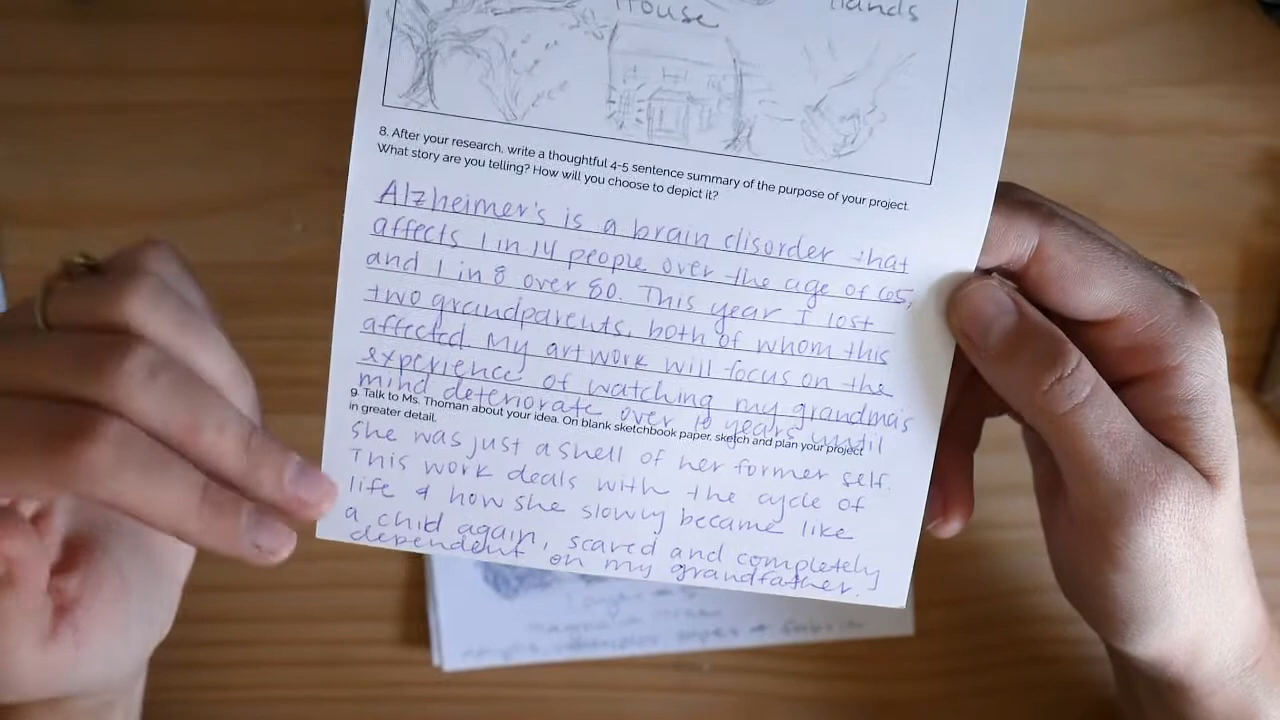 House
Hands
8. After your research, write a thoughtful 4-5 sentence summary of the purpose of your project.
What story are you telling? How will you choose to depict it?
Alzheimer's is a brain disorder that
affects 1 in 14 people over the age of 65,
and 1 in 8 over 80. This year I lost
two grandparents, both of whom this
affected. My artwork will focus on the
experience of watching my grandma's
mind deteriorate over 10 years until
9. Talk to Ms. Thoman about your idea. On blank sketchbook paper, sketch and plan your project
in greater detail.
she was just a shell of her former self.
This work deals with the cycle of
life & how she slowly became like
a child again, scared and completely
dependent on my grandfather.